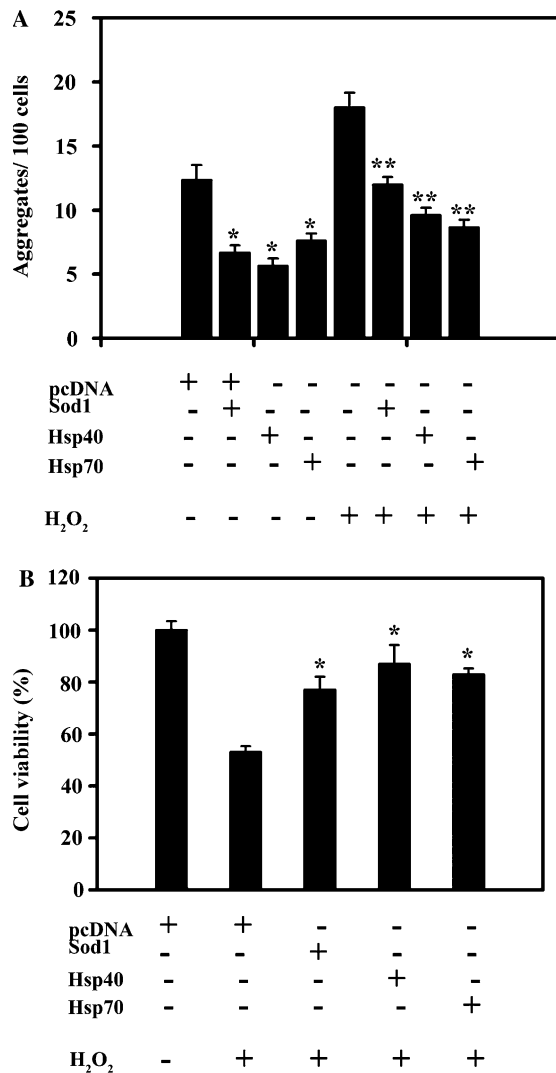 A
25
20
15
10
5
0
Aggregates/ 100 cells
* * * ** ** **
pcDNA + + - - - - - -
Sod1 - + - - - + - -
Hsp40 - - + - - - + -
Hsp70 - - - + - - - +
H₂O₂ - - - - + + + +
B
120
100
80
60
40
20
0
Cell viability (%)
* * *
pcDNA + + - - -
Sod1 - - + - -
Hsp40 - - - + -
Hsp70 - - - - +
H₂O₂ - + + + +